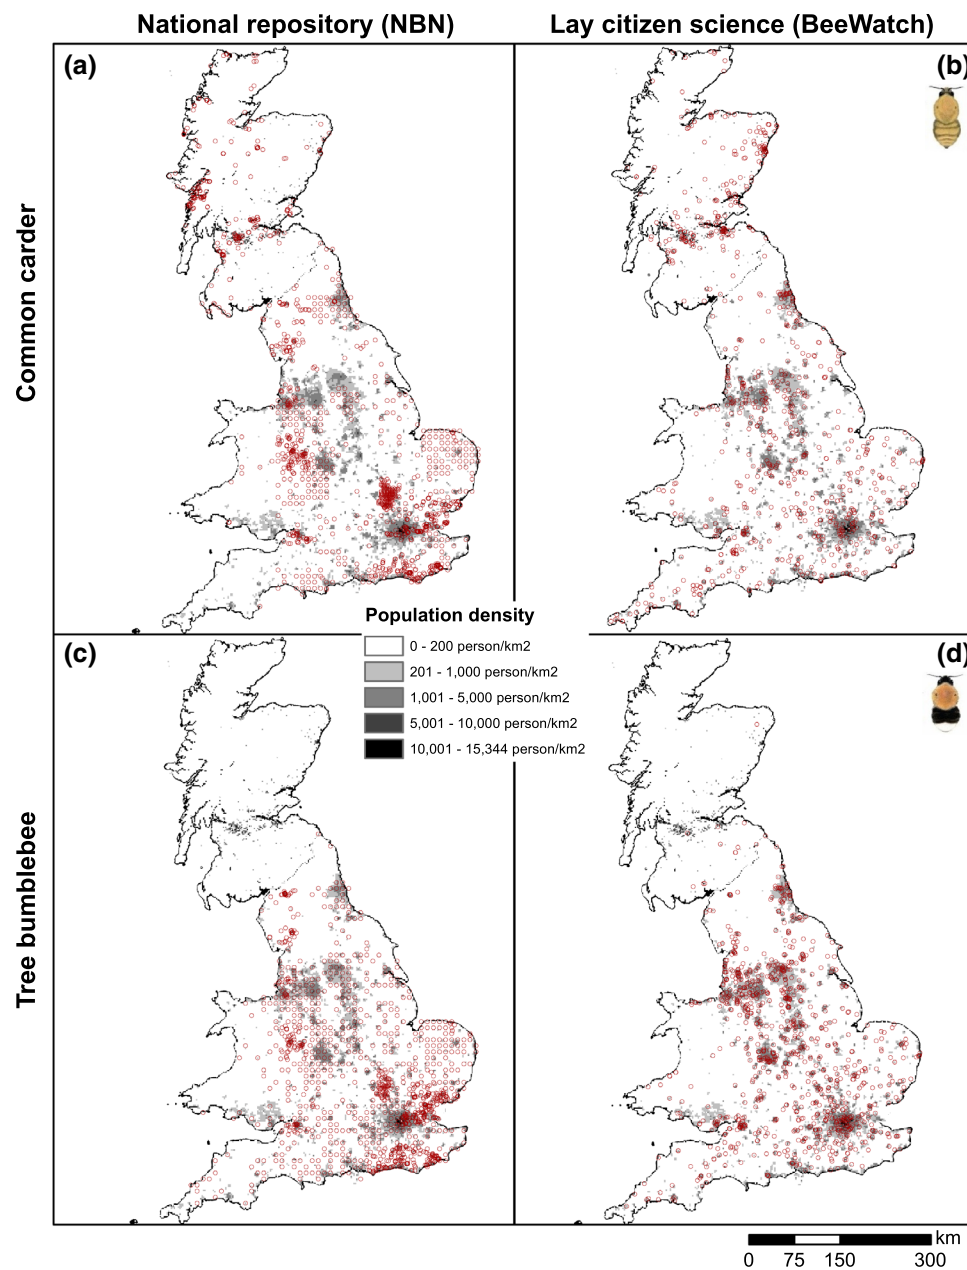 National repository (NBN)
Lay citizen science (BeeWatch)
(a)
(b)
Common carder
Population density
0 - 200 person/km2
201 - 1,000 person/km2
1,001 - 5,000 person/km2
5,001 - 10,000 person/km2
10,001 - 15,344 person/km2
(c)
(d)
Tree bumblebee
km
0 75 150 300